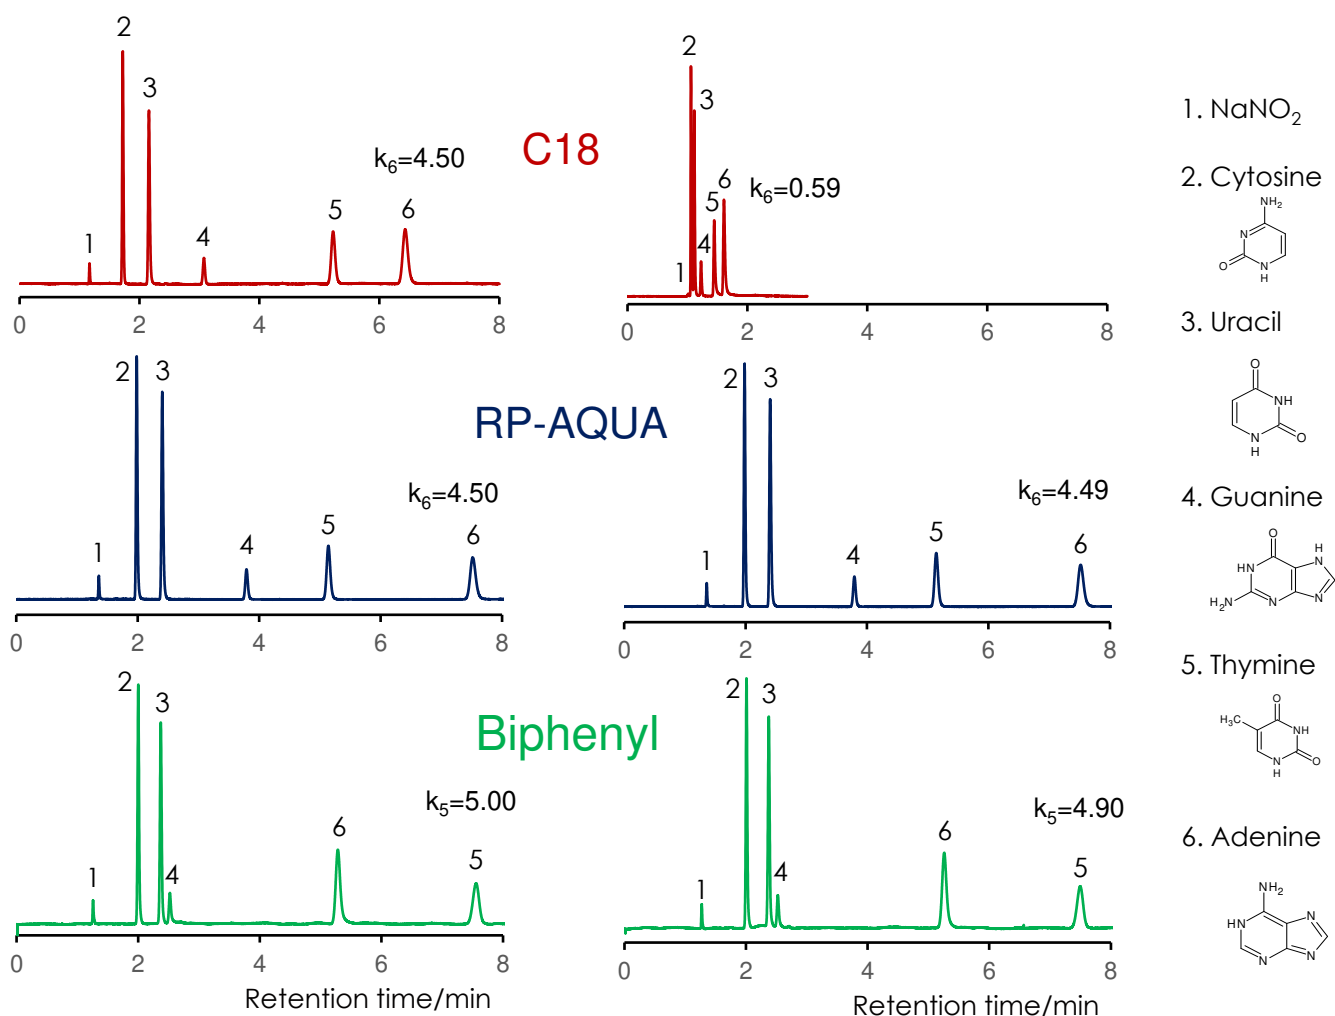 2
3
C18
k₆=4.50
1
4
5
6
0 2 4 6 8
2
3
6
5
k₆=0.59
4
1
0 2 4 6 8
2 3
RP-AQUA
k₆=4.50
1
4
5
6
0 2 4 6 8
2 3
k₆=4.49
1
4
5
6
0 2 4 6 8
2
3
Biphenyl
k₅=5.00
6
1
4
5
0 2 4 6 8
Retention time/min
2 3
k₅=4.90
6
1
4
5
0 2 4 6 8
Retention time/min
1. NaNO₂
2. Cytosine
NH₂
N
O
N
H
3. Uracil
O
NH
N
H
O
4. Guanine
O
H
N
HN
H₂N
N
N
5. Thymine
O
H₃C
NH
N
H
O
6. Adenine
NH₂
HN
N
N
N